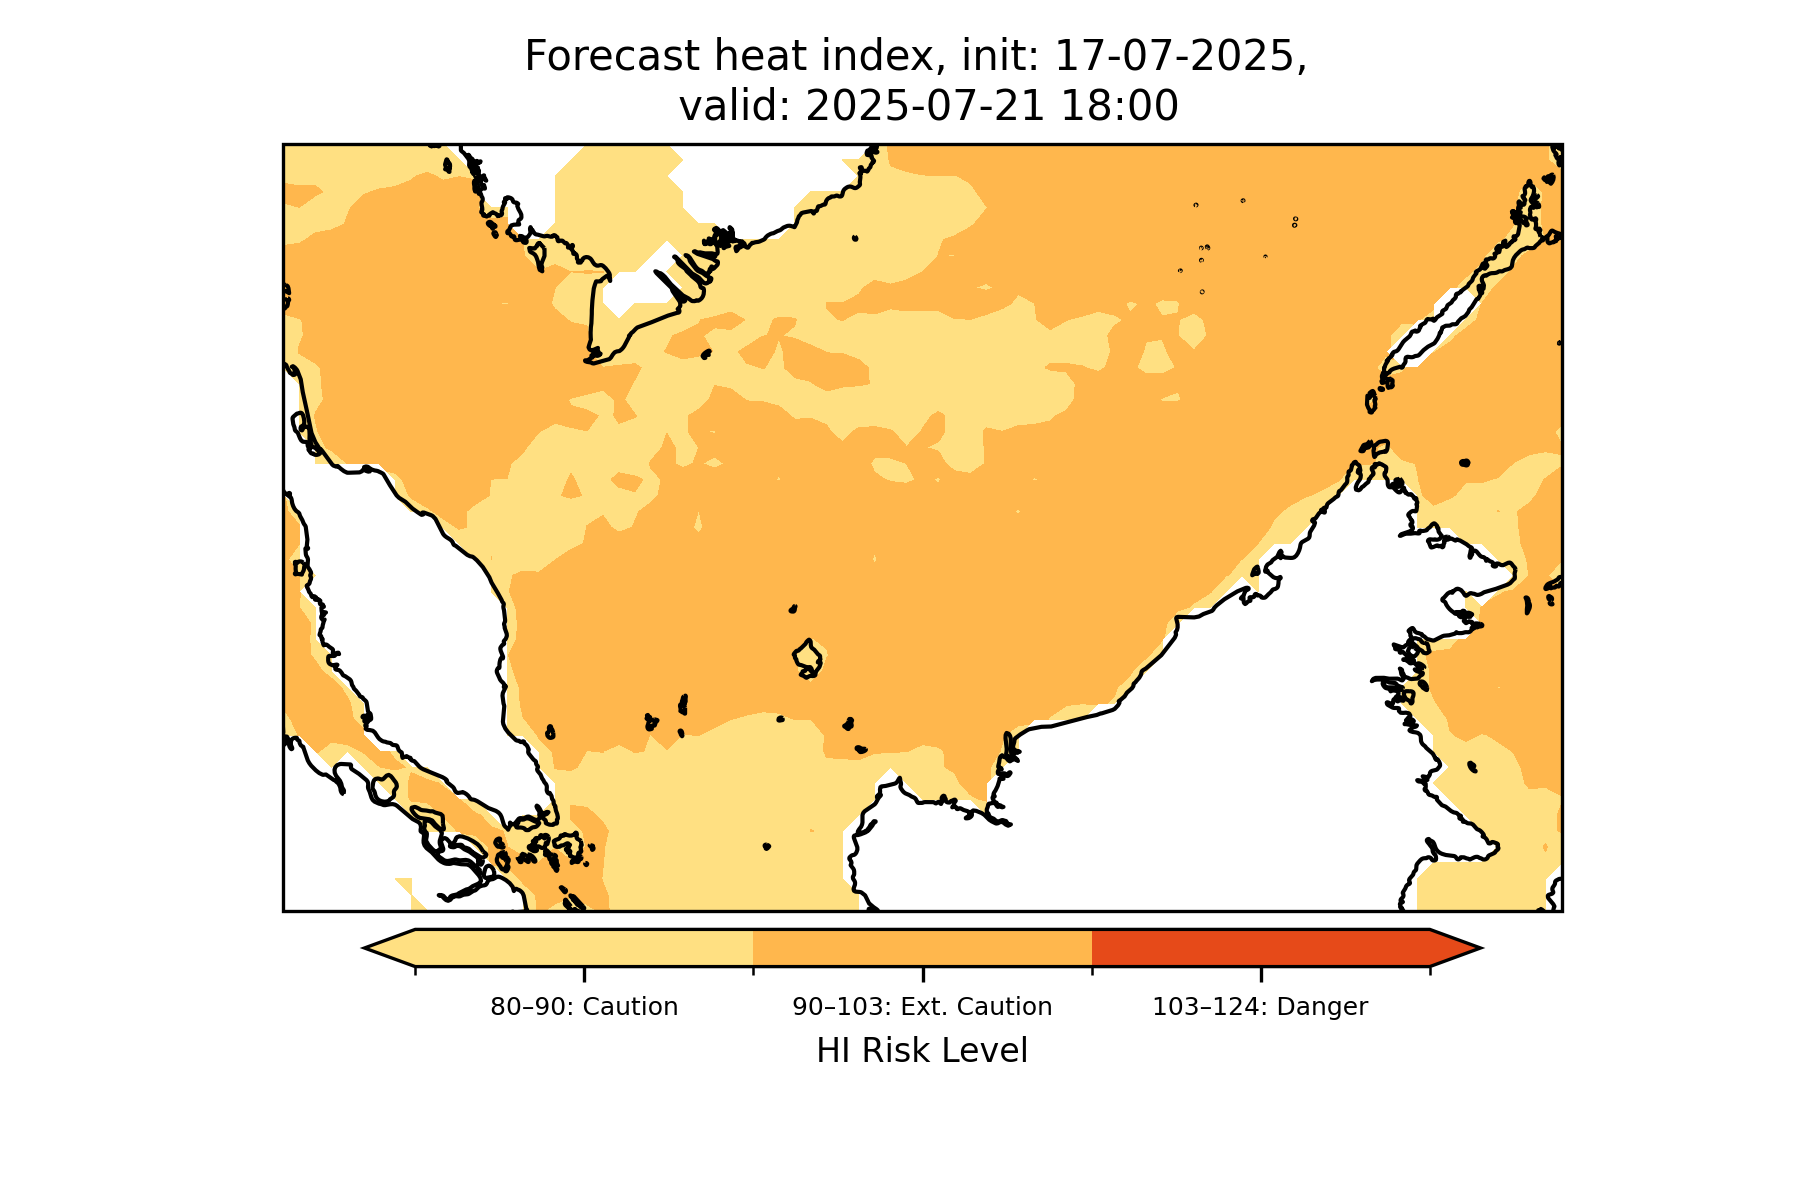 Forecast heat index, init: 17-07-2025,
valid: 2025-07-21 18:00
80–90: Caution
90–103: Ext. Caution
103–124: Danger
HI Risk Level